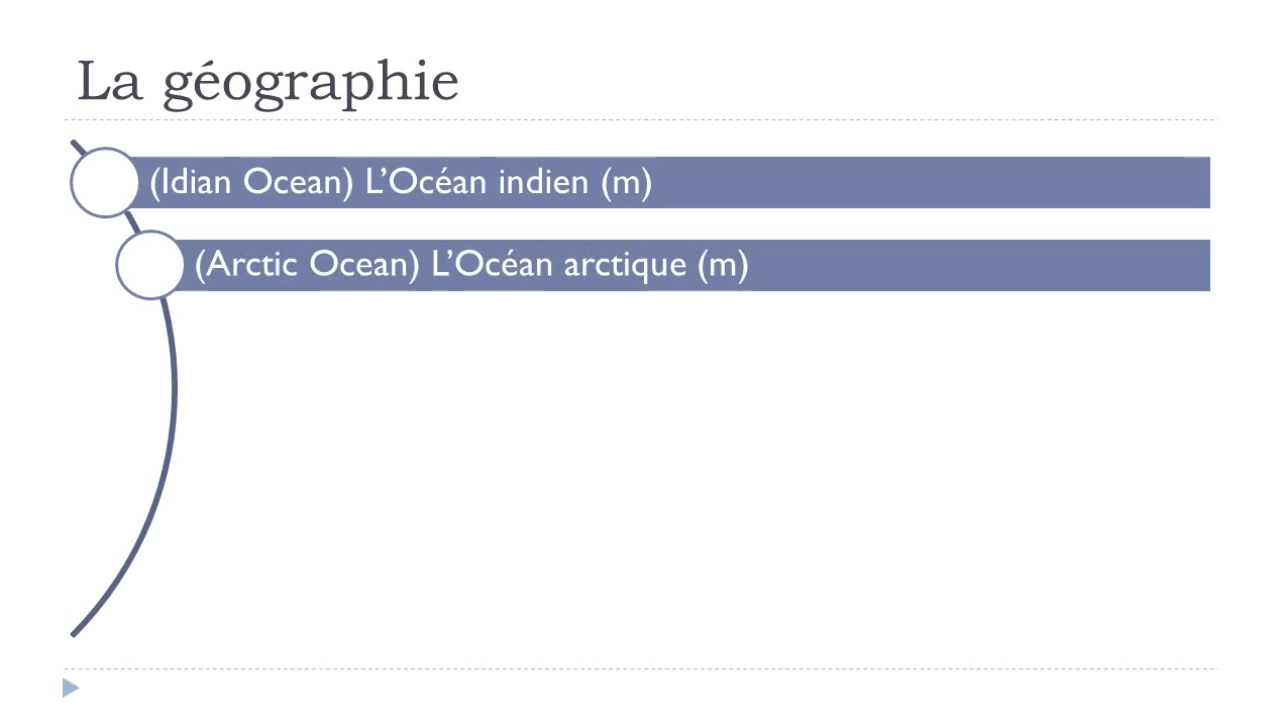 La géographie
(Idian Ocean) L’Océan indien (m)
(Arctic Ocean) L’Océan arctique (m)